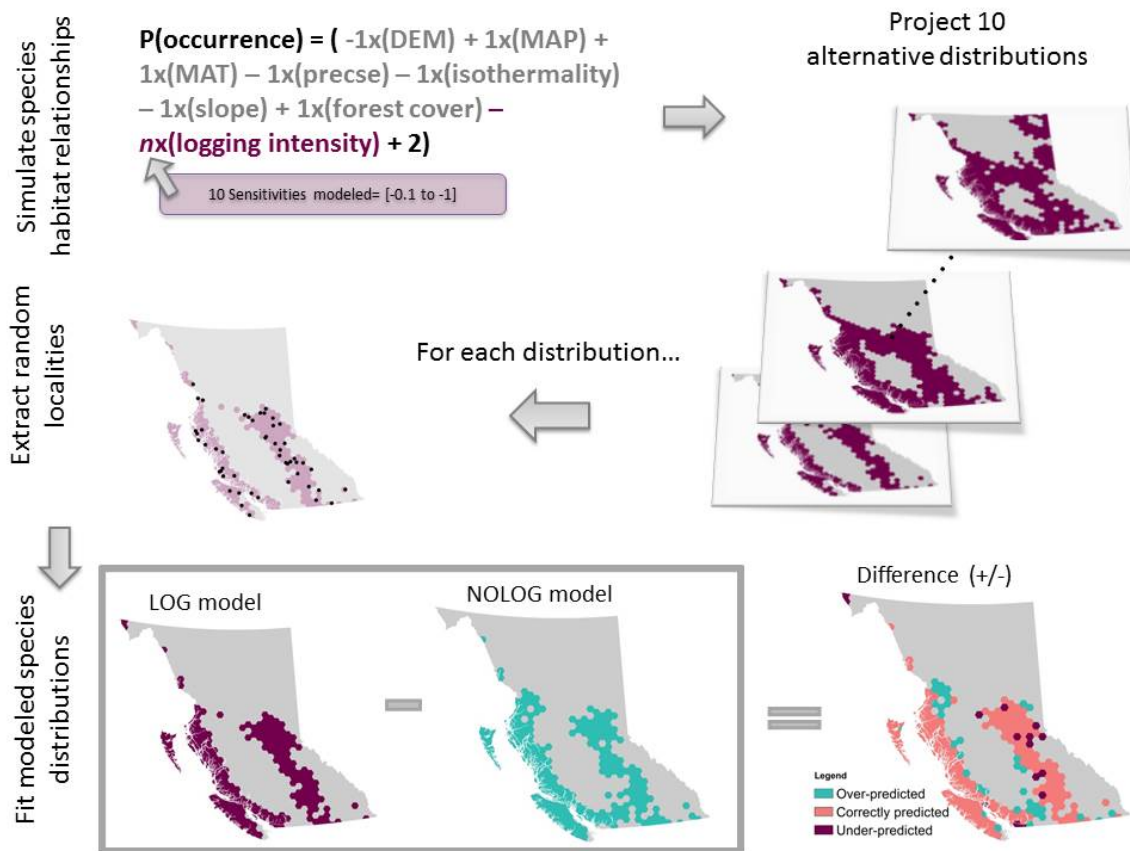 Simulate species
habitat relationships
P(occurrence) = ( -1x(DEM) + 1x(MAP) +
1x(MAT) – 1x(precse) – 1x(isothermality)
– 1x(slope) + 1x(forest cover) –
nx(logging intensity) + 2)
10 Sensitivities modeled= [-0.1 to -1]
Project 10
alternative distributions
Extract random
localities
For each distribution...
Fit modeled species
distributions
LOG model
NOLOG model
Difference (+/-)
Legend
Over-predicted
Correctly predicted
Under-predicted